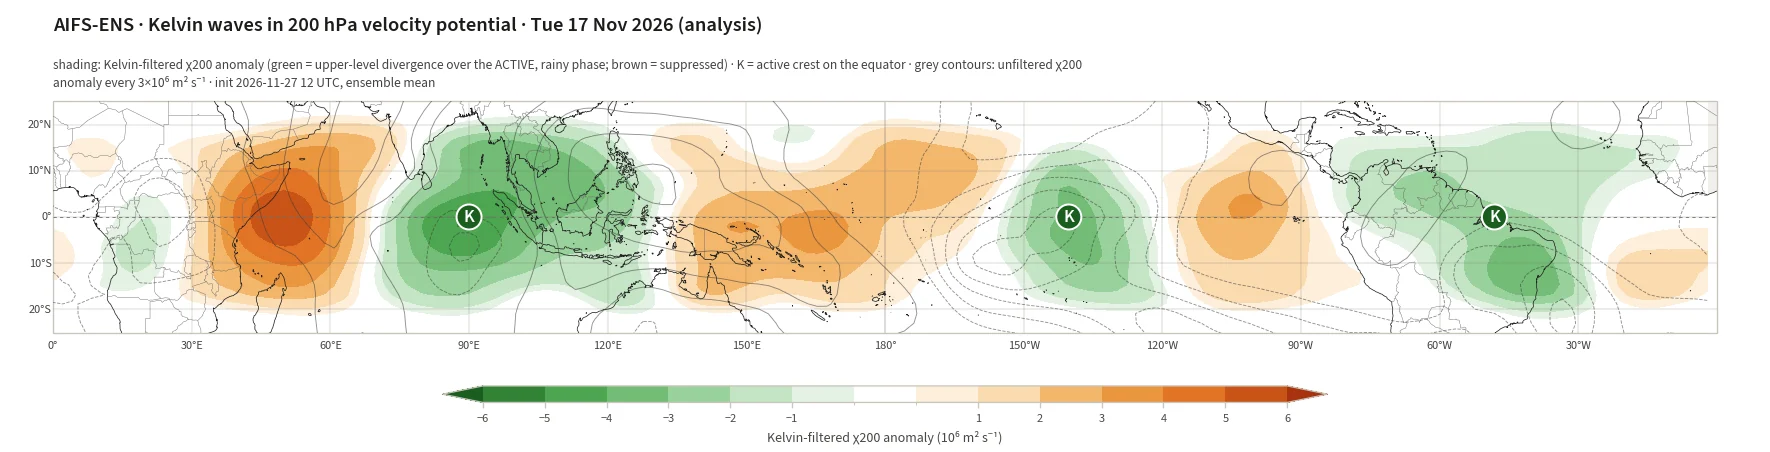 AIFS-ENS · Kelvin waves in 200 hPa velocity potential · Tue 17 Nov 2026 (analysis)
shading: Kelvin-filtered χ200 anomaly (green = upper-level divergence over the ACTIVE, rainy phase; brown = suppressed) · K = active crest on the equator · grey contours: unfiltered χ200
anomaly every 3×10⁶ m² s⁻¹ · init 2026-11-27 12 UTC, ensemble mean
20°N
10°N
0°
10°S
20°S
K K K
0° 30°E 60°E 90°E 120°E 150°E 180° 150°W 120°W 90°W 60°W 30°W
−6 −5 −4 −3 −2 −1 1 2 3 4 5 6
Kelvin-filtered χ200 anomaly (10⁶ m² s⁻¹)